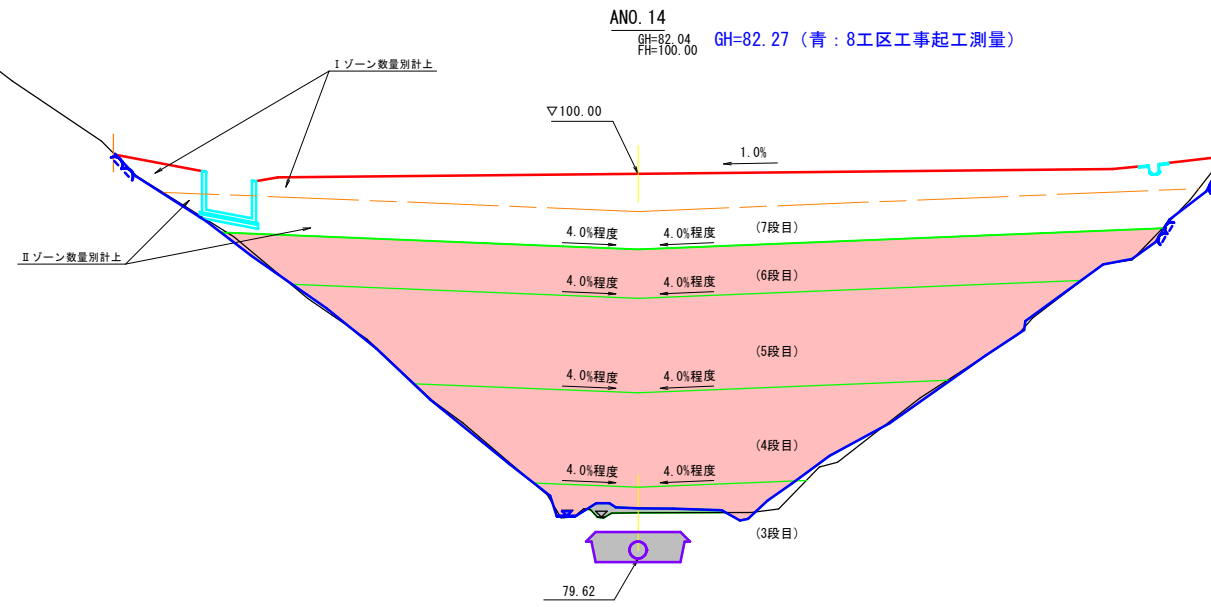 ANO.14
GH=82.04
FH=100.00
GH=82.27（青：8工区工事起工測量）
Ⅰゾーン数量別計上
▽100.00
1.0%
4.0%程度
4.0%程度
(7段目)
Ⅱゾーン数量別計上
4.0%程度
4.0%程度
(6段目)
(5段目)
4.0%程度
4.0%程度
(4段目)
4.0%程度
4.0%程度
(3段目)
79.62